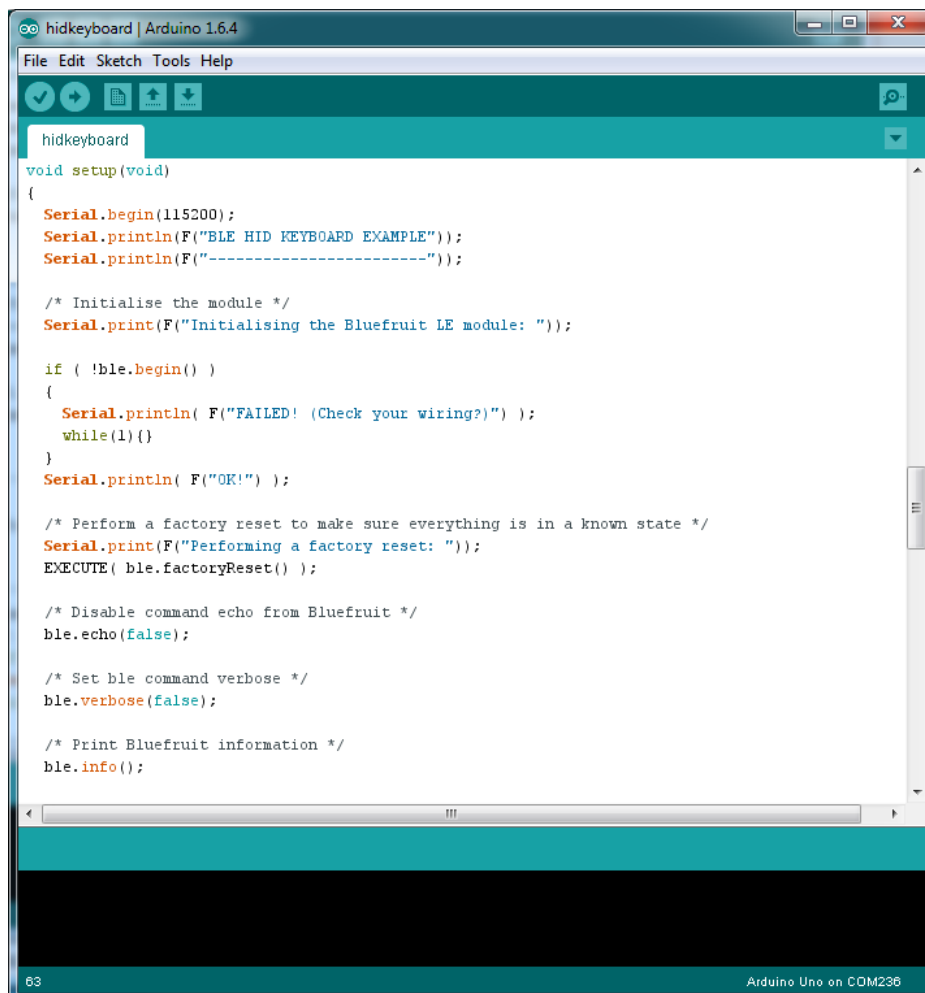 hidkeyboard | Arduino 1.6.4
File Edit Sketch Tools Help
hidkeyboard
void setup(void)
{
  Serial.begin(115200);
  Serial.println(F("BLE HID KEYBOARD EXAMPLE"));
  Serial.println(F("------------------------"));
  /* Initialise the module */
  Serial.print(F("Initialising the Bluefruit LE module: "));
  if ( !ble.begin() )
  {
    Serial.println( F("FAILED! (Check your wiring?)") );
    while(1){}
  }
  Serial.println( F("OK!") );
  /* Perform a factory reset to make sure everything is in a known state */
  Serial.print(F("Performing a factory reset: "));
  EXECUTE( ble.factoryReset() );
  /* Disable command echo from Bluefruit */
  ble.echo(false);
  /* Set ble command verbose */
  ble.verbose(false);
  /* Print Bluefruit information */
  ble.info();
63 Arduino Uno on COM236